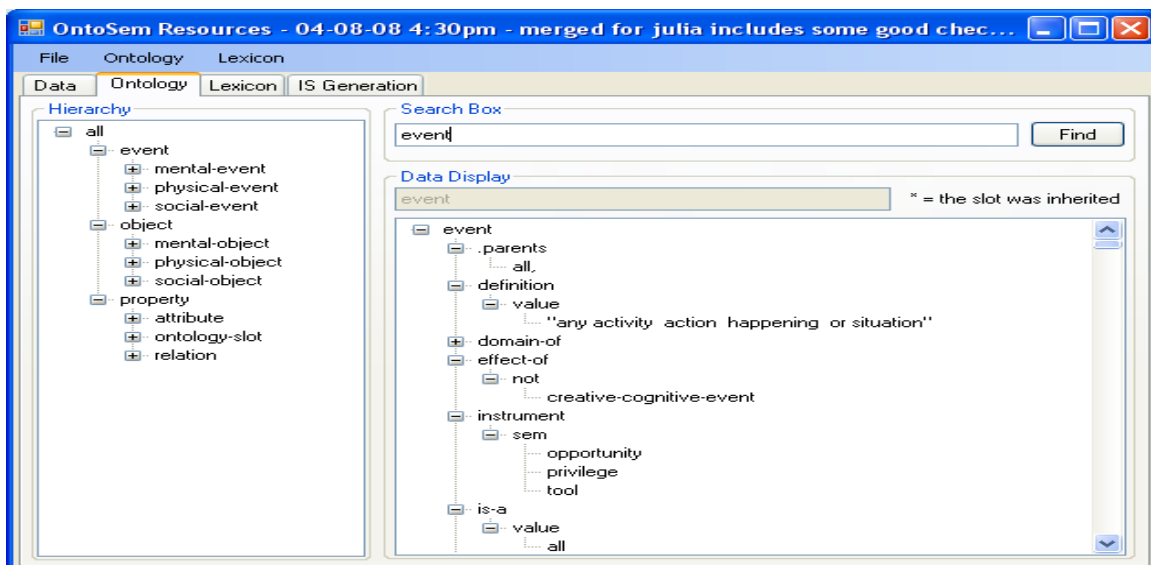 OntoSem Resources - 04-08-08 4:30pm - merged for julia includes some good chec...
File Ontology Lexicon
Data Ontology Lexicon IS Generation
Hierarchy
all
event
mental-event
physical-event
social-event
object
mental-object
physical-object
social-object
property
attribute
ontology-slot
relation
Search Box
event
Find
Data Display
event
* = the slot was inherited
event
.parents
all,
definition
value
"any activity action happening or situation"
domain-of
effect-of
not
creative-cognitive-event
instrument
sem
opportunity
privilege
tool
is-a
value
all